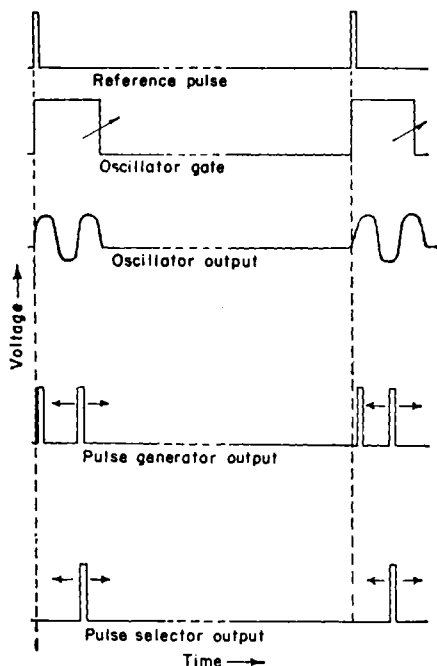 Reference pulse
Oscillator gate
Oscillator output
Voltage
Pulse generator output
Pulse selector output
Time